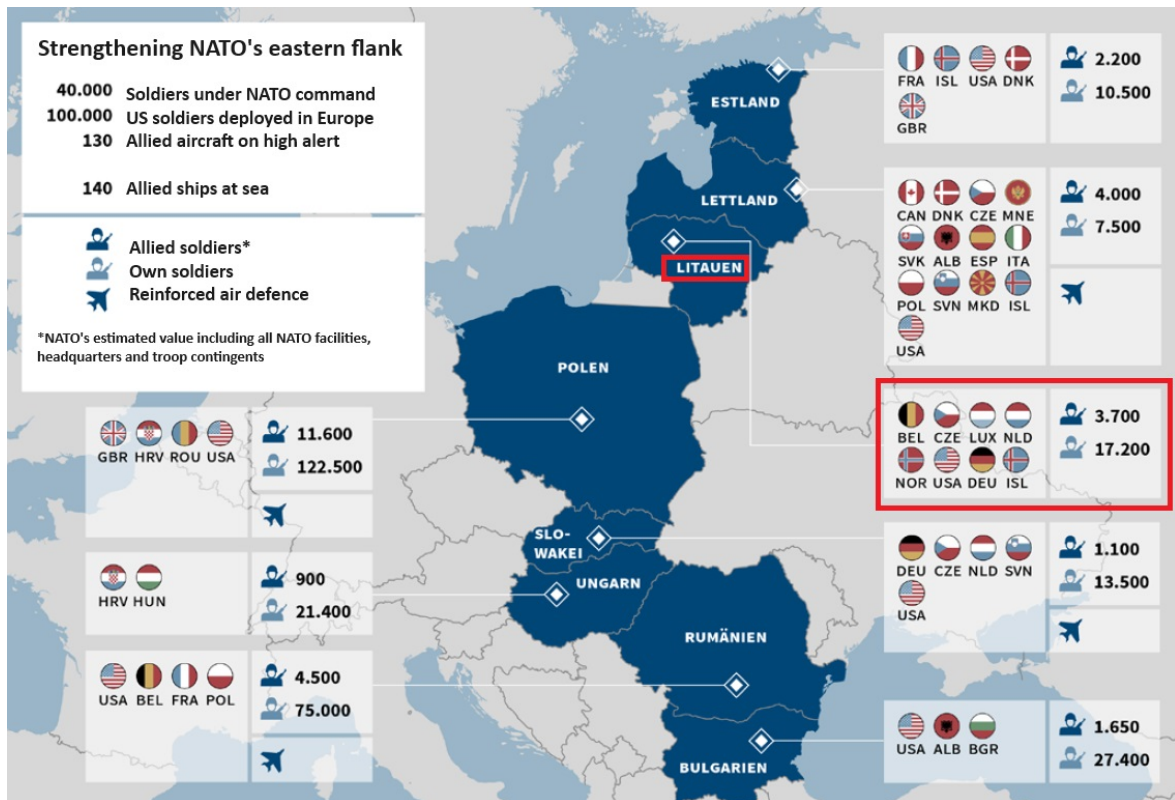 Strengthening NATO's eastern flank
40.000 Soldiers under NATO command
100.000 US soldiers deployed in Europe
130 Allied aircraft on high alert
140 Allied ships at sea
Allied soldiers*
Own soldiers
Reinforced air defence
*NATO's estimated value including all NATO facilities,
headquarters and troop contingents
ESTLAND
LETTLAND
LITAUEN
POLEN
SLO-
WAKEI
UNGARN
RUMÄNIEN
BULGARIEN
FRA ISL USA DNK
GBR
2.200
10.500
CAN DNK CZE MNE
SVK ALB ESP ITA
POL SVN MKD ISL
USA
4.000
7.500
BEL CZE LUX NLD
NOR USA DEU ISL
3.700
17.200
GBR HRV ROU USA
11.600
122.500
DEU CZE NLD SVN
USA
1.100
13.500
HRV HUN
900
21.400
USA BEL FRA POL
4.500
75.000
USA ALB BGR
1.650
27.400